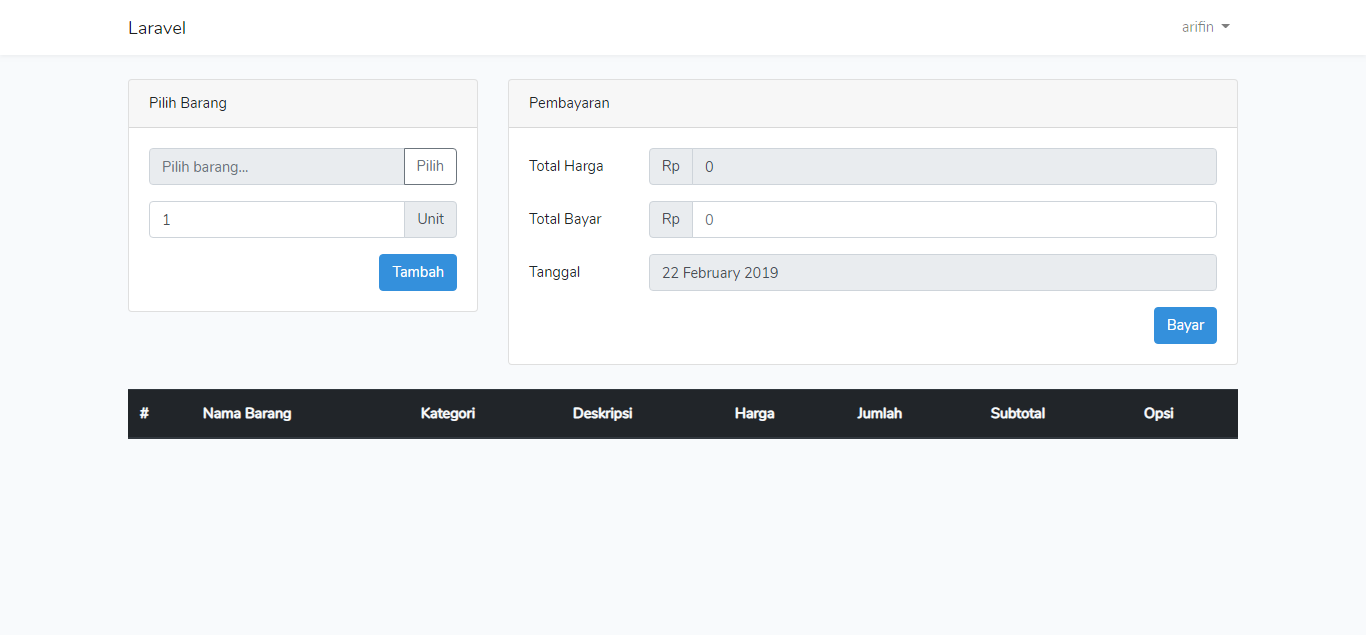 Laravel
arifin
Pilih Barang
Pilih barang...
Pilih
1
Unit
Tambah
Pembayaran
Total Harga
Rp
0
Total Bayar
Rp
0
Tanggal
22 February 2019
Bayar
# Nama Barang Kategori Deskripsi Harga Jumlah Subtotal Opsi